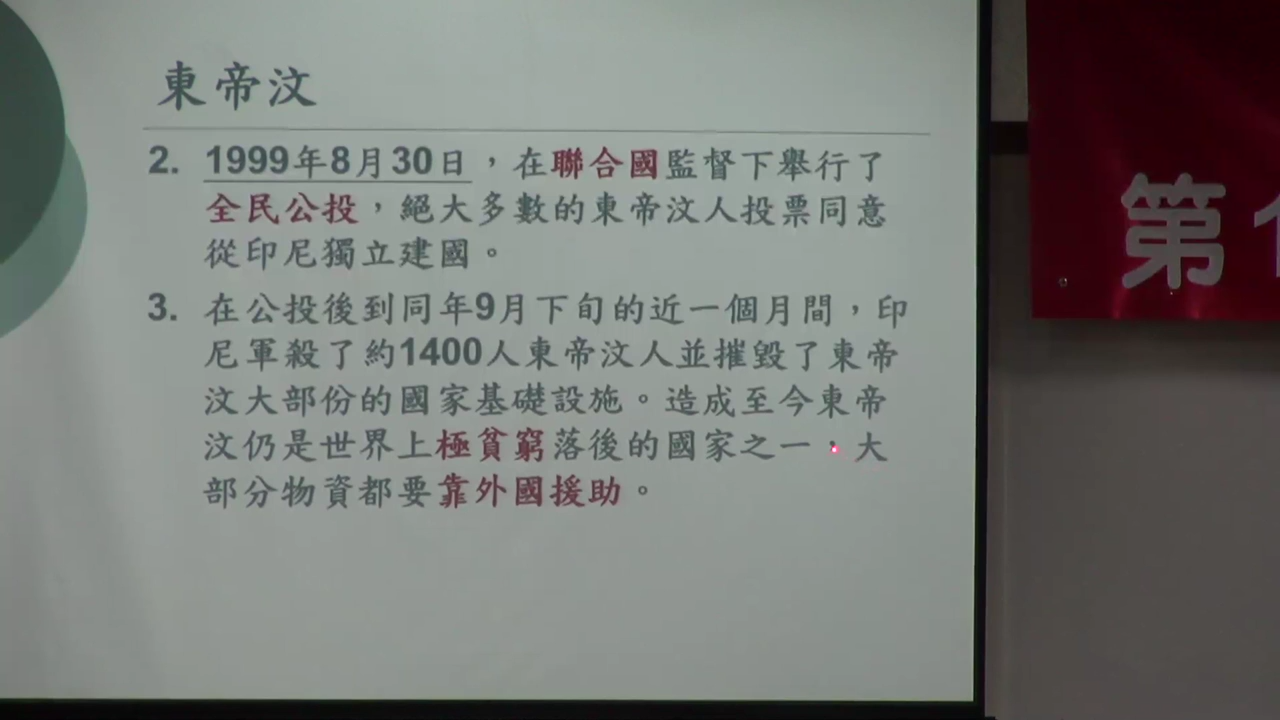 東帝汶
2. 1999年8月30日，在聯合國監督下舉行了
全民公投，絕大多數的東帝汶人投票同意
從印尼獨立建國。
3. 在公投後到同年9月下旬的近一個月間，印
尼軍殺了約1400人東帝汶人並摧毀了東帝
汶大部份的國家基礎設施。造成至今東帝
汶仍是世界上極貧窮落後的國家之一，大
部分物資都要靠外國援助。
第